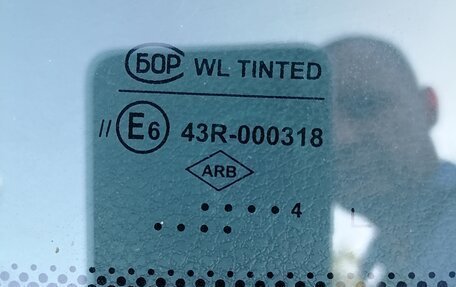 БОР WL TINTED
// E6 43R-000318
ARB
. . . . 4
. . . .